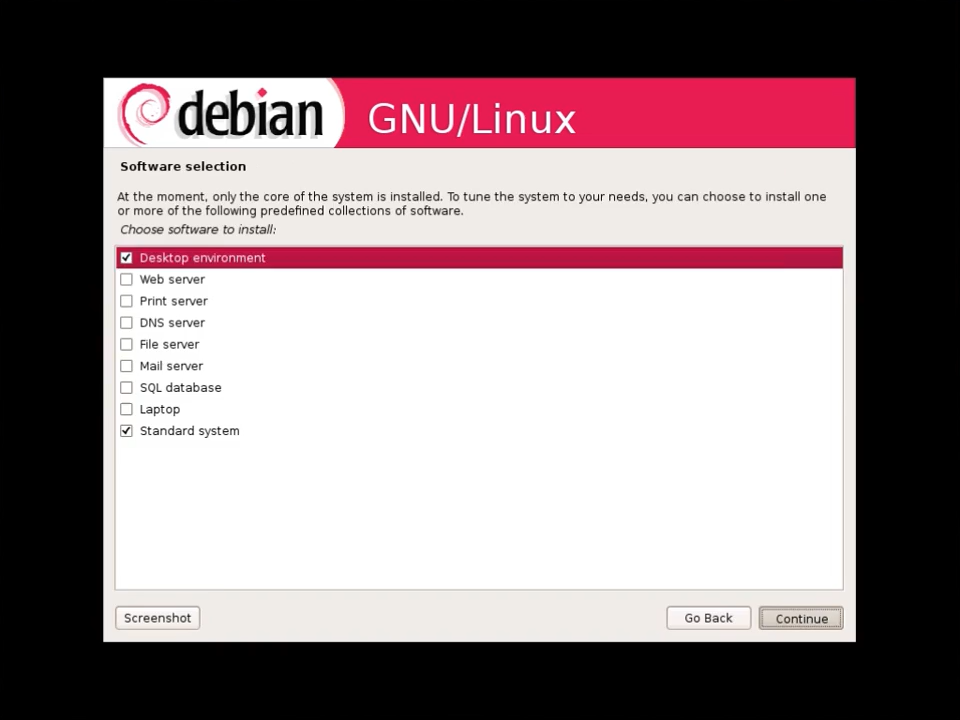 debian GNU/Linux
Software selection
At the moment, only the core of the system is installed. To tune the system to your needs, you can choose to install one
or more of the following predefined collections of software.
Choose software to install:
Desktop environment
Web server
Print server
DNS server
File server
Mail server
SQL database
Laptop
Standard system
Screenshot Go Back Continue